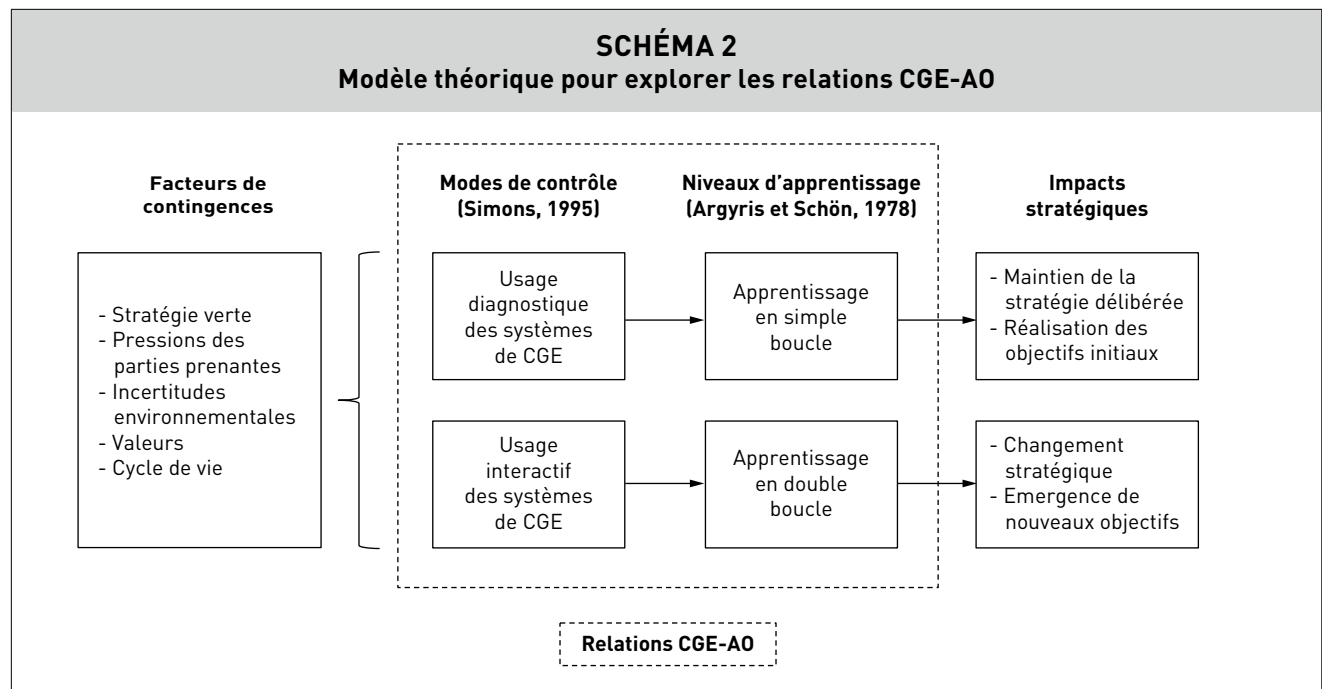 SCHÉMA 2
Modèle théorique pour explorer les relations CGE-AO
Facteurs de
contingences
- Stratégie verte
- Pressions des
parties prenantes
- Incertitudes
environnementales
- Valeurs
- Cycle de vie
Modes de contrôle
(Simons, 1995)
Usage
diagnostique
des systèmes
de CGE
Usage
interactif
des systèmes
de CGE
Niveaux d'apprentissage
(Argyris et Schön, 1978)
Apprentissage
en simple
boucle
Apprentissage
en double
boucle
Impacts
stratégiques
- Maintien de la
stratégie délibérée
- Réalisation des
objectifs initiaux
- Changement
stratégique
- Emergence de
nouveaux objectifs
Relations CGE-AO